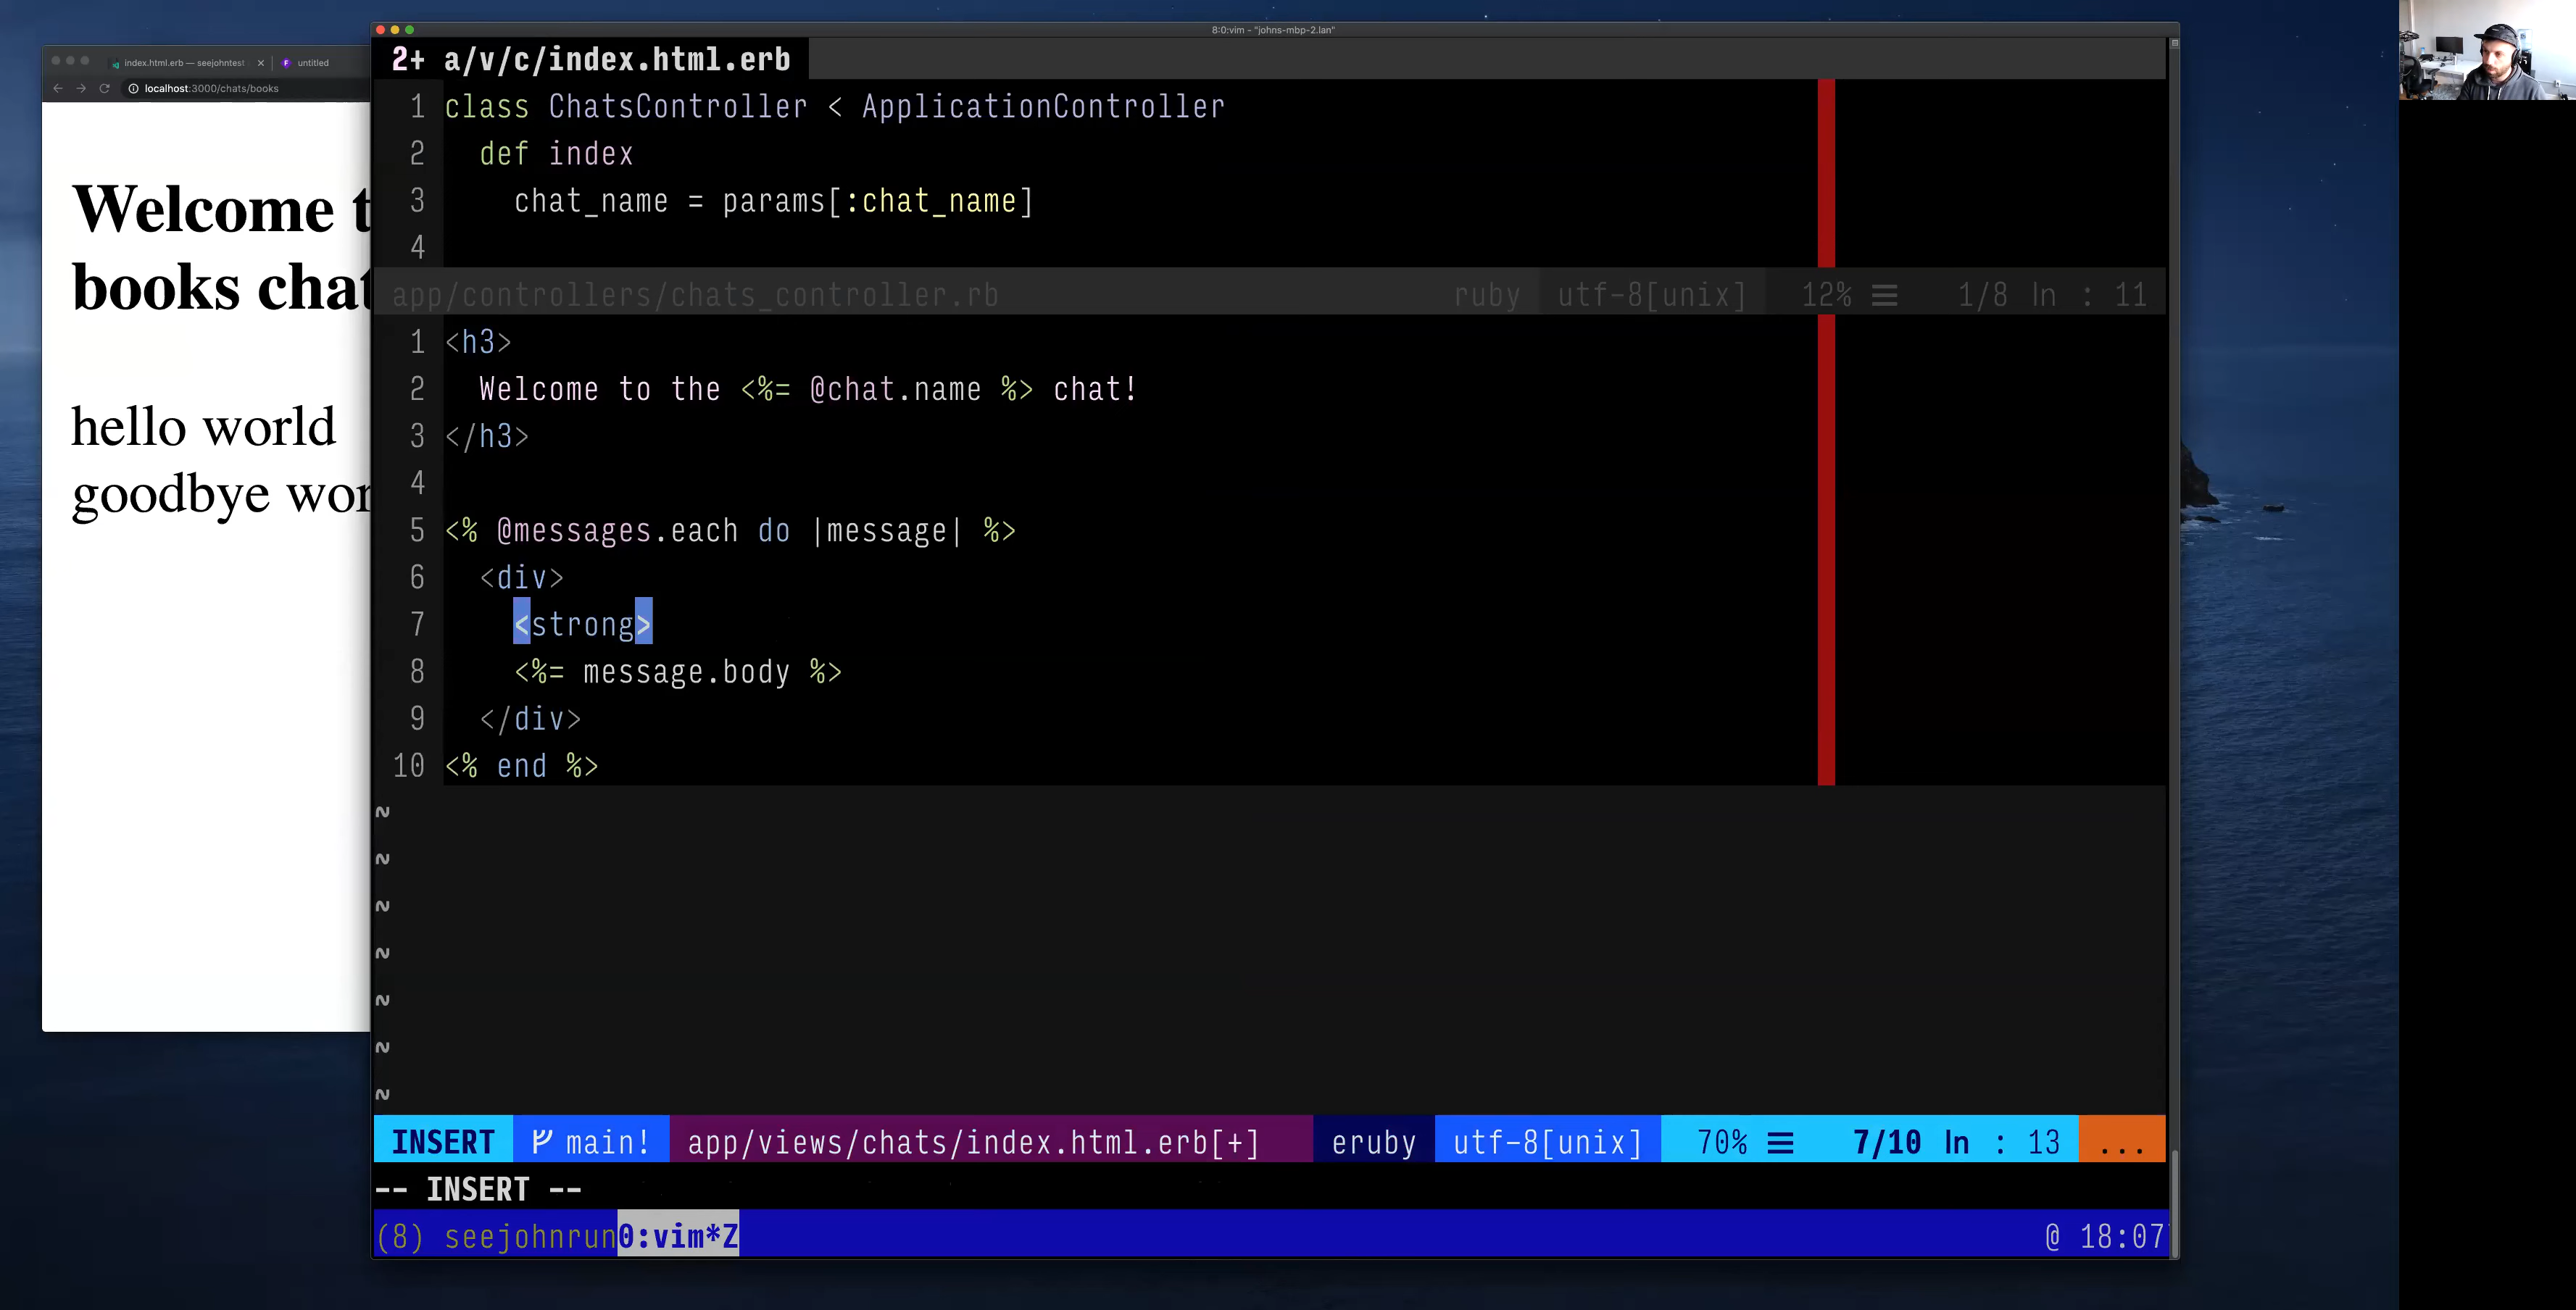 8:0:vim - "johns-mbp-2.lan"
index.html.erb — seejohntest
untitled
localhost:3000/chats/books
Welcome t
books chat
hello world
goodbye wor
2+ a/v/c/index.html.erb
1 class ChatsController < ApplicationController
2 def index
3 chat_name = params[:chat_name]
4
app/controllers/chats_controller.rb ruby utf-8[unix] 12% ☰ 1/8 ln : 11
1 <h3>
2 Welcome to the <%= @chat.name %> chat!
3 </h3>
4
5 <% @messages.each do |message| %>
6 <div>
7 <strong>
8 <%= message.body %>
9 </div>
10 <% end %>
~
~
~
~
~
~
~
INSERT main! app/views/chats/index.html.erb[+] eruby utf-8[unix] 70% ☰ 7/10 ln : 13 ...
-- INSERT --
(8) seejohnrun0:vim*Z @ 18:07